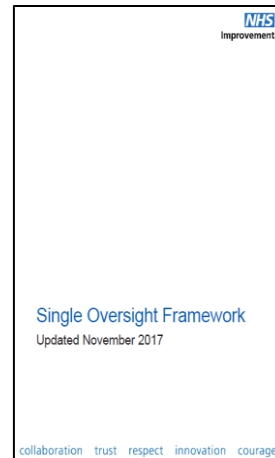 NHS
Improvement
Single Oversight Framework
Updated November 2017
collaboration trust respect innovation courage